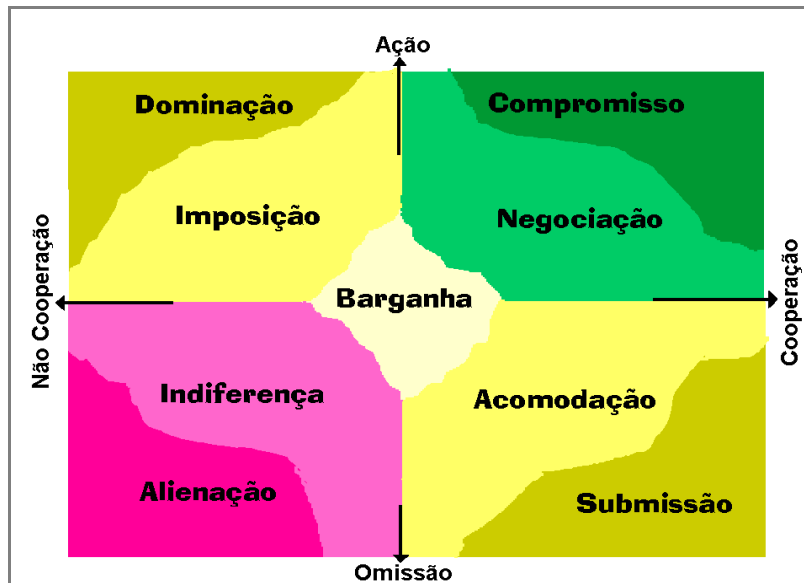 Ação
Dominação
Compromisso
Imposição
Negociação
Não Cooperação
Barganha
Cooperação
Indiferença
Acomodação
Alienação
Submissão
Omissão